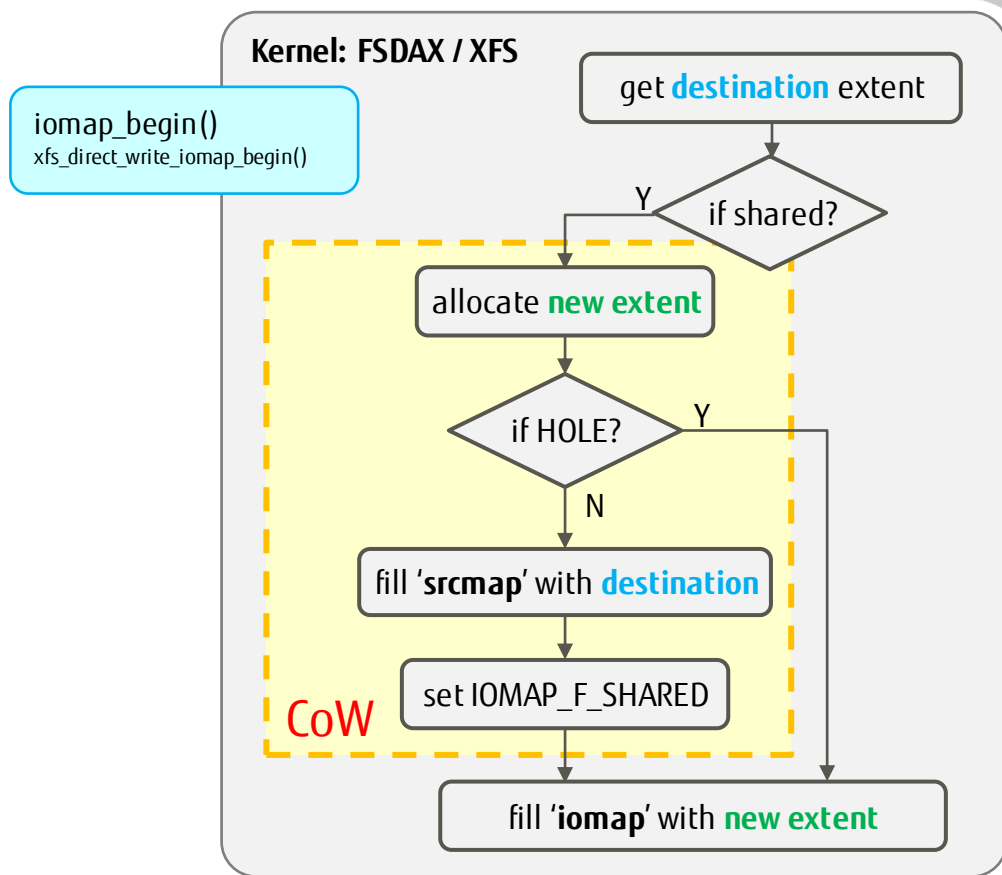 Kernel: FSDAX / XFS
get destination extent
iomap_begin()
xfs_direct_write_iomap_begin()
Y
if shared?
allocate new extent
if HOLE?
Y
N
fill ‘srcmap’ with destination
set IOMAP_F_SHARED
CoW
fill ‘iomap’ with new extent